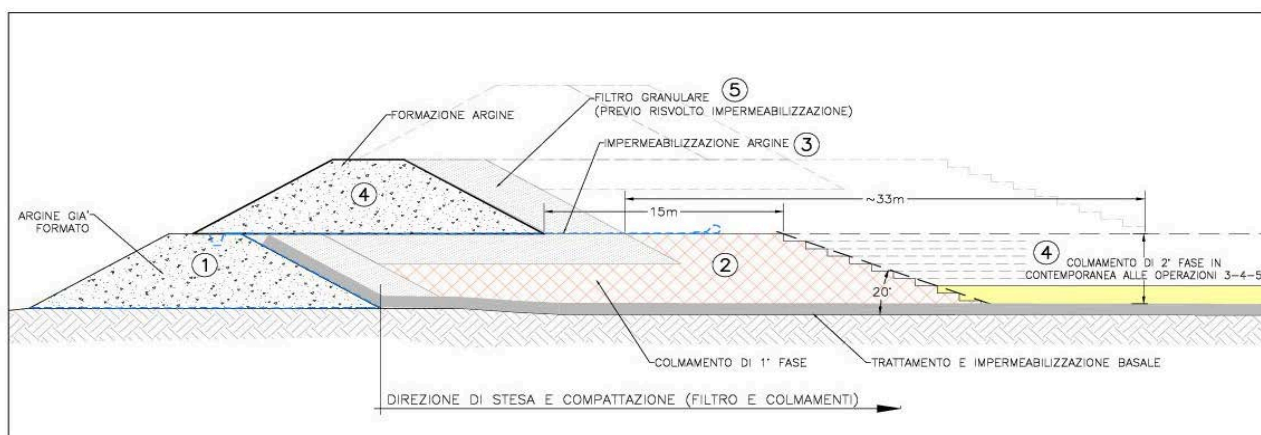 FILTRO GRANULARE 5
(PREVIO RISVOLTO IMPERMEABILIZZAZIONE)
FORMAZIONE ARGINE
IMPERMEABILIZZAZIONE ARGINE 3
4
ARGINE GIA'
FORMATO
15m
~33m
1
2
4
COLMAMENTO DI 2° FASE IN
CONTEMPORANEA ALLE OPERAZIONI 3-4-5
20°
COLMAMENTO DI 1° FASE
TRATTAMENTO E IMPERMEABILIZZAZIONE BASALE
DIREZIONE DI STESA E COMPATTAZIONE (FILTRO E COLMAMENTI)